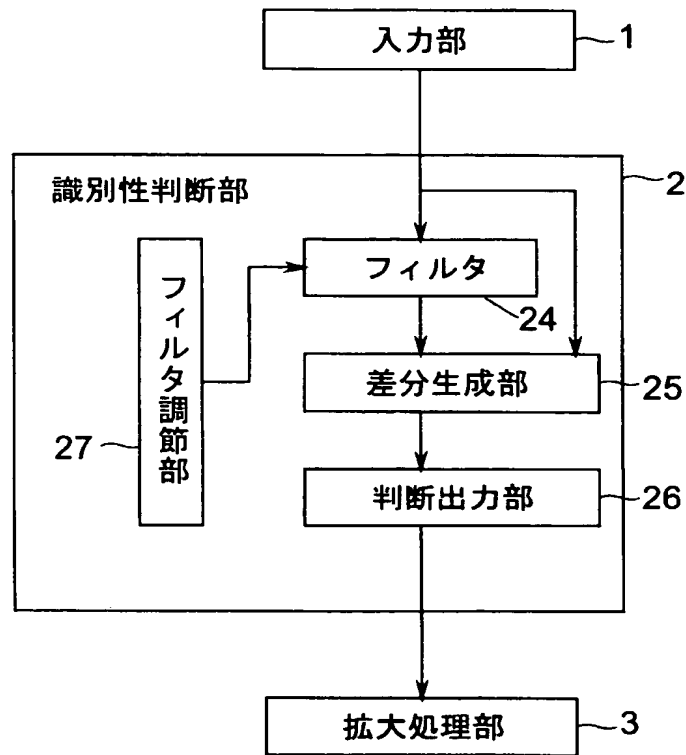 入力部
1
識別性判断部
2
フィルタ
24
フィルタ調節部
27
差分生成部
25
判断出力部
26
拡大処理部
3